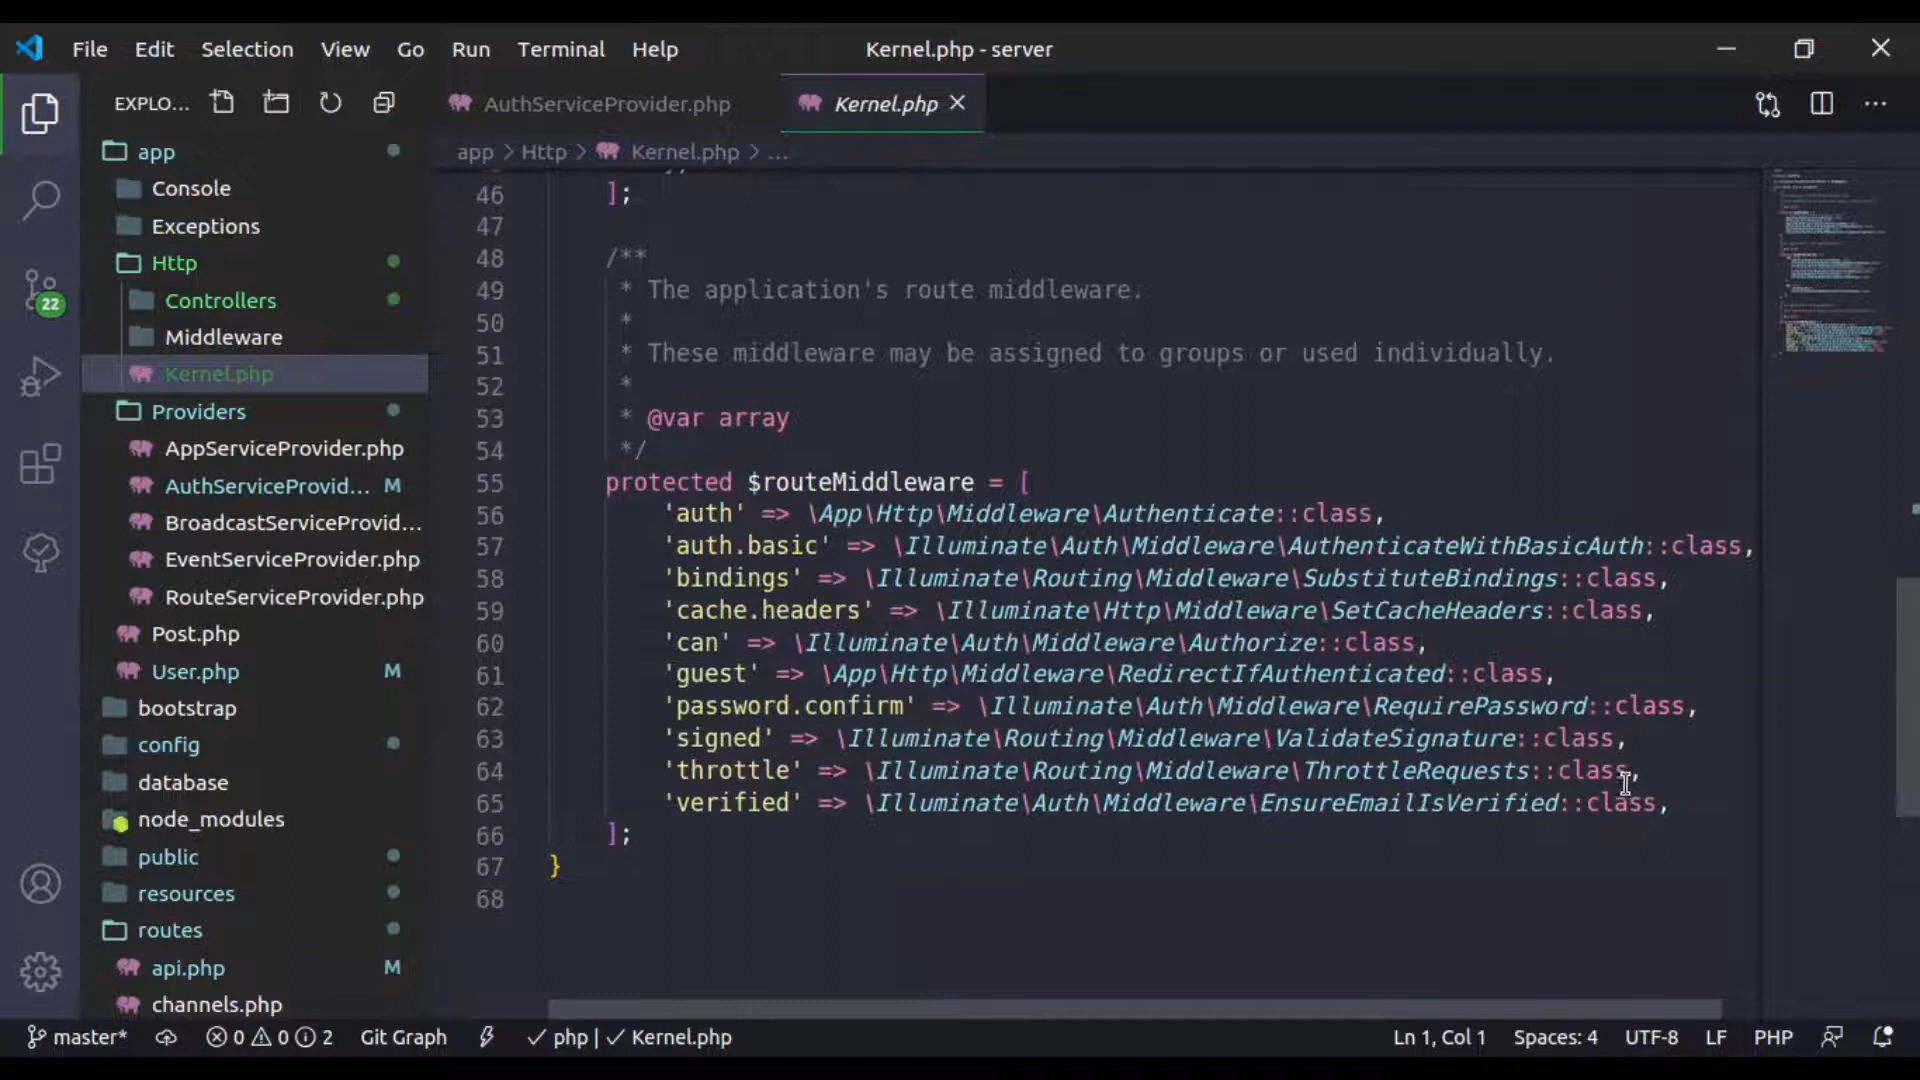 File Edit Selection View Go Run Terminal Help Kernel.php - server
EXPLO...
AuthServiceProvider.php
Kernel.php
app > Http > Kernel.php > ...
app
Console
Exceptions
Http
Controllers
Middleware
Kernel.php
Providers
AppServiceProvider.php
AuthServiceProvid... M
BroadcastServiceProvid...
EventServiceProvider.php
RouteServiceProvider.php
Post.php
User.php M
bootstrap
config
database
node_modules
public
resources
routes
api.php M
channels.php
22
46 ];
47
48 /**
49 * The application's route middleware.
50 *
51 * These middleware may be assigned to groups or used individually.
52 *
53 * @var array
54 */
55 protected $routeMiddleware = [
56 'auth' => \App\Http\Middleware\Authenticate::class,
57 'auth.basic' => \Illuminate\Auth\Middleware\AuthenticateWithBasicAuth::class,
58 'bindings' => \Illuminate\Routing\Middleware\SubstituteBindings::class,
59 'cache.headers' => \Illuminate\Http\Middleware\SetCacheHeaders::class,
60 'can' => \Illuminate\Auth\Middleware\Authorize::class,
61 'guest' => \App\Http\Middleware\RedirectIfAuthenticated::class,
62 'password.confirm' => \Illuminate\Auth\Middleware\RequirePassword::class,
63 'signed' => \Illuminate\Routing\Middleware\ValidateSignature::class,
64 'throttle' => \Illuminate\Routing\Middleware\ThrottleRequests::class,
65 'verified' => \Illuminate\Auth\Middleware\EnsureEmailIsVerified::class,
66 ];
67 }
68
master* 0 0 2 Git Graph ✓ php | ✓ Kernel.php Ln 1, Col 1 Spaces: 4 UTF-8 LF PHP